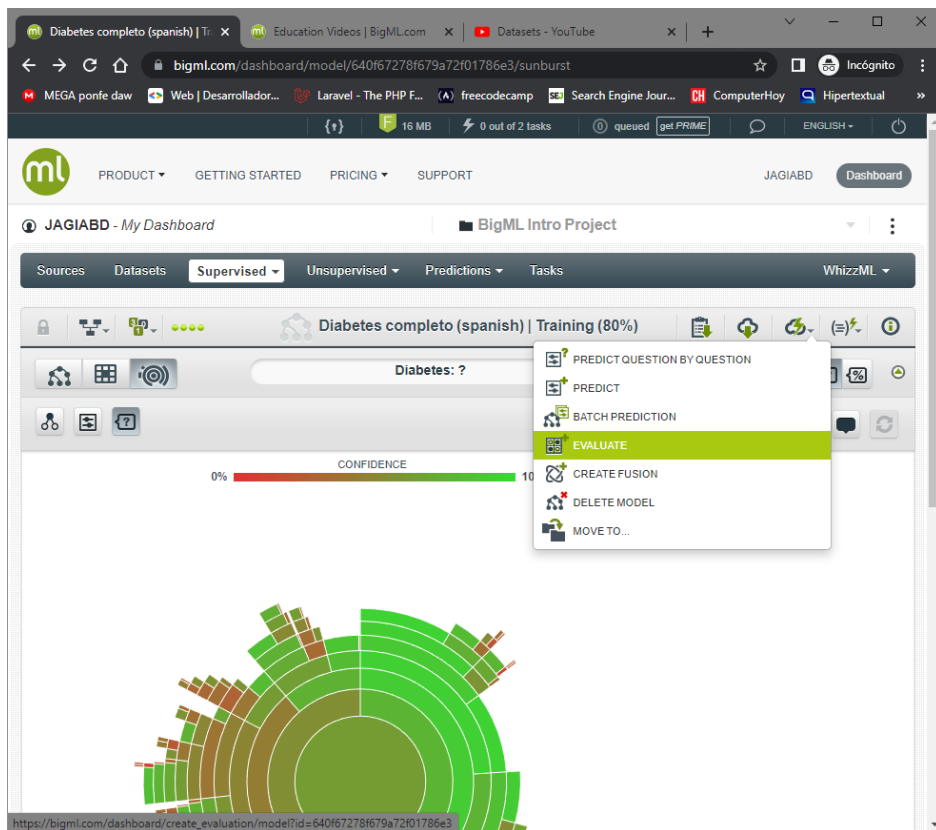 Diabetes completo (spanish) | Tr
Education Videos | BigML.com
Datasets - YouTube
bigml.com/dashboard/model/640f67278f679a72f01786e3/sunburst
Incógnito
MEGA ponfe daw
Web | Desarrollador...
Laravel - The PHP F...
freecodecamp
Search Engine Jour...
ComputerHoy
Hipertextual
»
F 16 MB
0 out of 2 tasks
0 queued
get PRIME
ENGLISH
ml
PRODUCT
GETTING STARTED
PRICING
SUPPORT
JAGIABD
Dashboard
JAGIABD - My Dashboard
BigML Intro Project
Sources
Datasets
Supervised
Unsupervised
Predictions
Tasks
WhizzML
Diabetes completo (spanish) | Training (80%)
Diabetes: ?
PREDICT QUESTION BY QUESTION
PREDICT
BATCH PREDICTION
EVALUATE
CREATE FUSION
DELETE MODEL
MOVE TO...
CONFIDENCE
0%
10
https://bigml.com/dashboard/create_evaluation/model?id=640f67278f679a72f01786e3